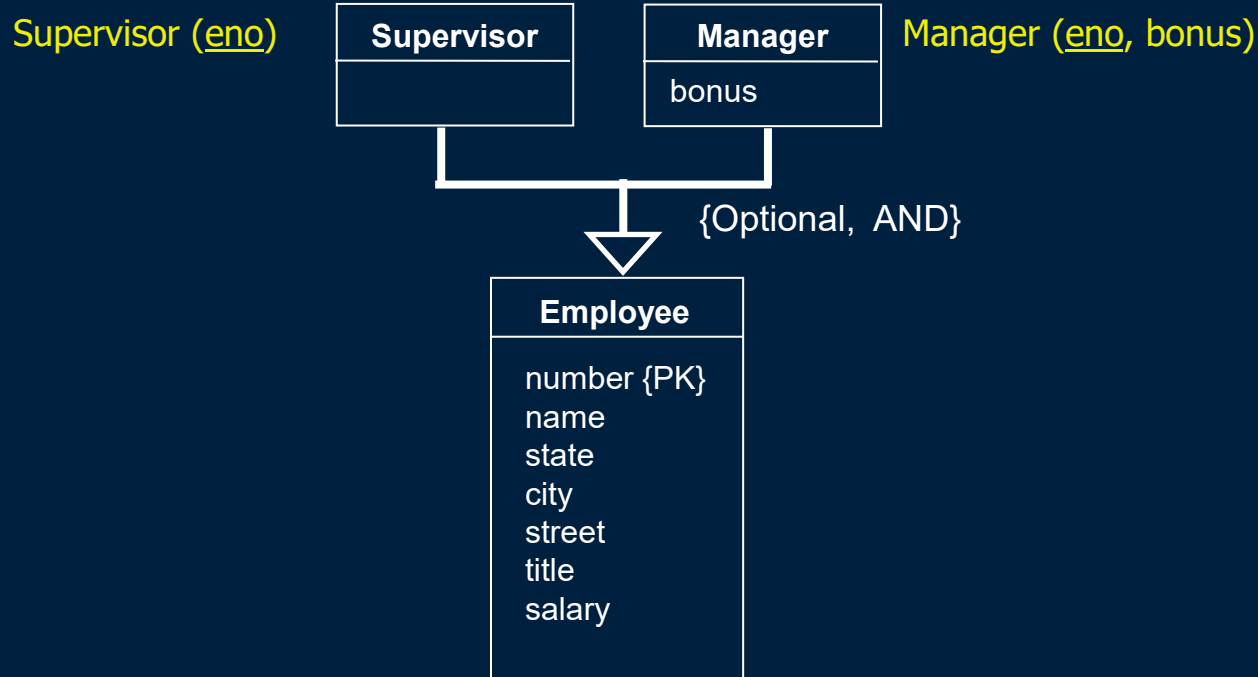 Supervisor (eno)
Supervisor
Manager
Manager (eno, bonus)
bonus
{Optional, AND}
Employee
number {PK}
name
state
city
street
title
salary